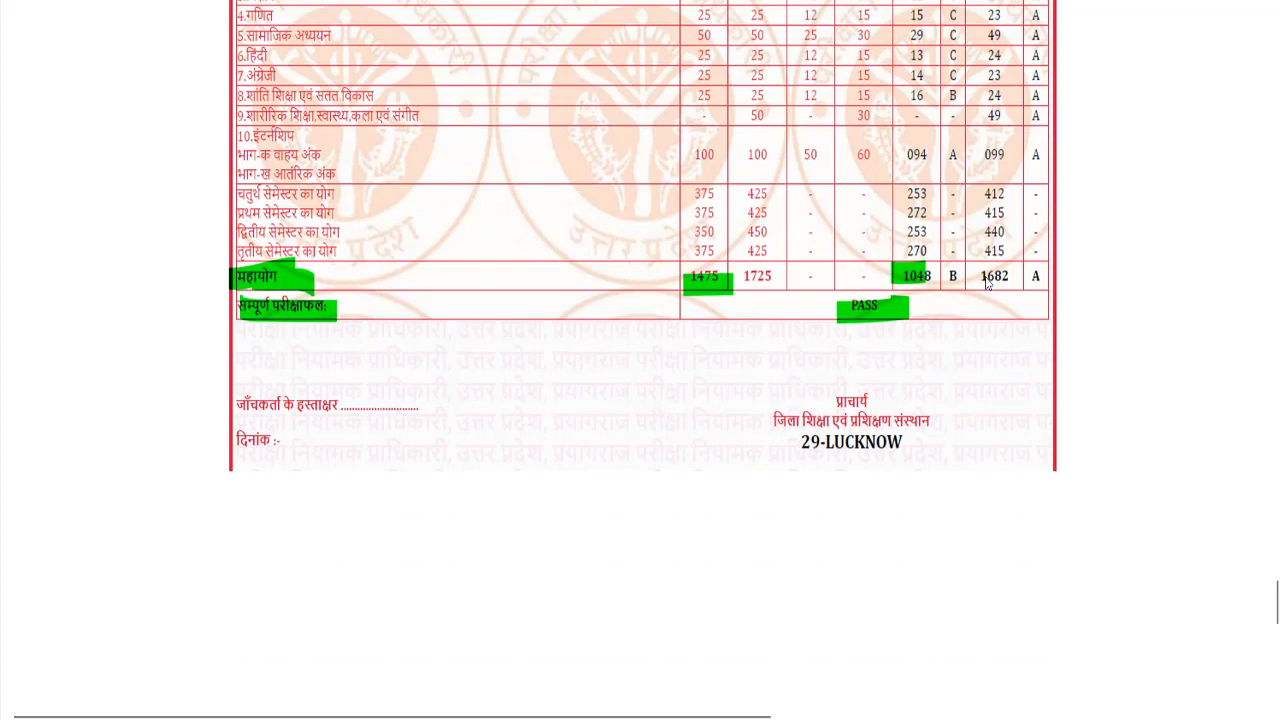 4.गणित 25 25 12 15 15 C 23 A
5.सामाजिक अध्ययन 50 50 25 30 29 C 49 A
6.हिंदी 25 25 12 15 13 C 24 A
7.अंग्रेजी 25 25 12 15 14 C 23 A
8.शांति शिक्षा एवं सतत विकास 25 25 12 15 16 B 24 A
9.शारीरिक शिक्षा,स्वास्थ्य,कला एवं संगीत - 50 - 30 - - 49 A
10.इंटर्नशिप
भाग-क वाहय अंक 100 100 50 60 094 A 099 A
भाग-ख आतंरिक अंक
चतुर्थ सेमेस्टर का योग 375 425 - - 253 - 412 -
प्रथम सेमेस्टर का योग 375 425 - - 272 - 415 -
द्वितीय सेमेस्टर का योग 350 450 - - 253 - 440 -
तृतीय सेमेस्टर का योग 375 425 - - 270 - 415 -
महायोग 1475 1725 - - 1048 B 1682 A
सम्पूर्ण परीक्षाफल: PASS
जाँचकर्ता के हस्ताक्षर ............................
प्राचार्य
जिला शिक्षा एवं प्रशिक्षण संस्थान
दिनांक :-
29-LUCKNOW